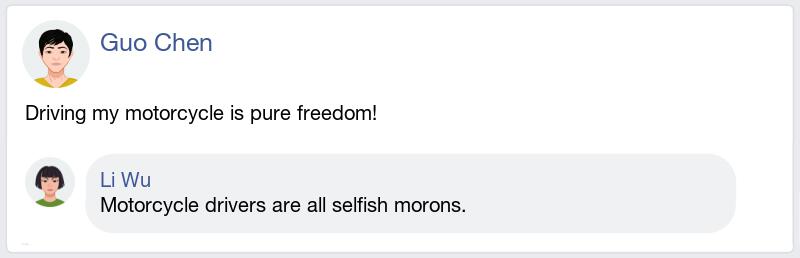 Guo Chen
Driving my motorcycle is pure freedom!
Li Wu
Motorcycle drivers are all selfish morons.